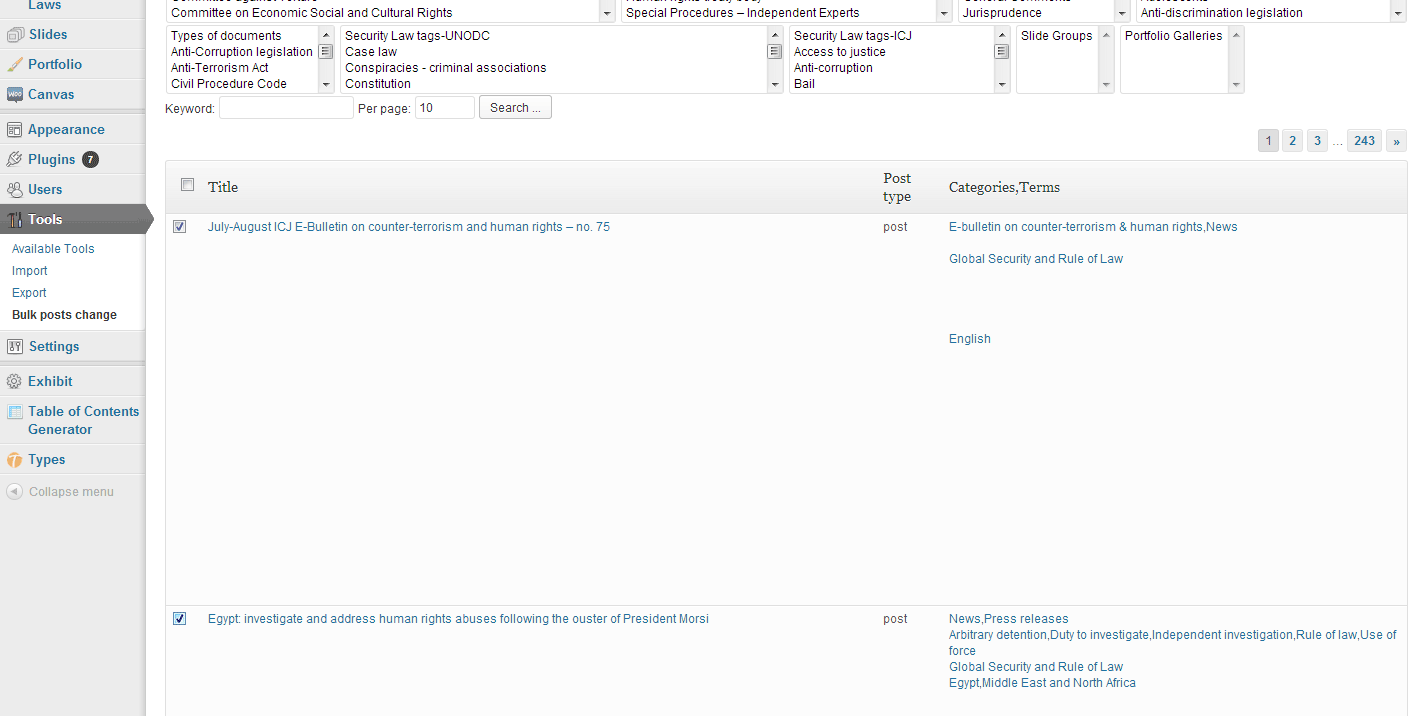 Laws
Slides
Portfolio
Canvas
Appearance
Plugins 7
Users
Tools
Available Tools
Import
Export
Bulk posts change
Settings
Exhibit
Table of Contents
Generator
Types
Collapse menu
Committee on Economic Social and Cultural Rights
Special Procedures – Independent Experts
Jurisprudence
Anti-discrimination legislation
Types of documents
Anti-Corruption legislation
Anti-Terrorism Act
Civil Procedure Code
Security Law tags-UNODC
Case law
Conspiracies - criminal associations
Constitution
Security Law tags-ICJ
Access to justice
Anti-corruption
Bail
Slide Groups
Portfolio Galleries
Keyword: Per page: 10 Search ...
1 2 3 ... 243 »
Title
Post
type
Categories,Terms
July-August ICJ E-Bulletin on counter-terrorism and human rights – no. 75
post
E-bulletin on counter-terrorism & human rights,News
Global Security and Rule of Law
English
Egypt: investigate and address human rights abuses following the ouster of President Morsi
post
News,Press releases
Arbitrary detention,Duty to investigate,Independent investigation,Rule of law,Use of
force
Global Security and Rule of Law
Egypt,Middle East and North Africa